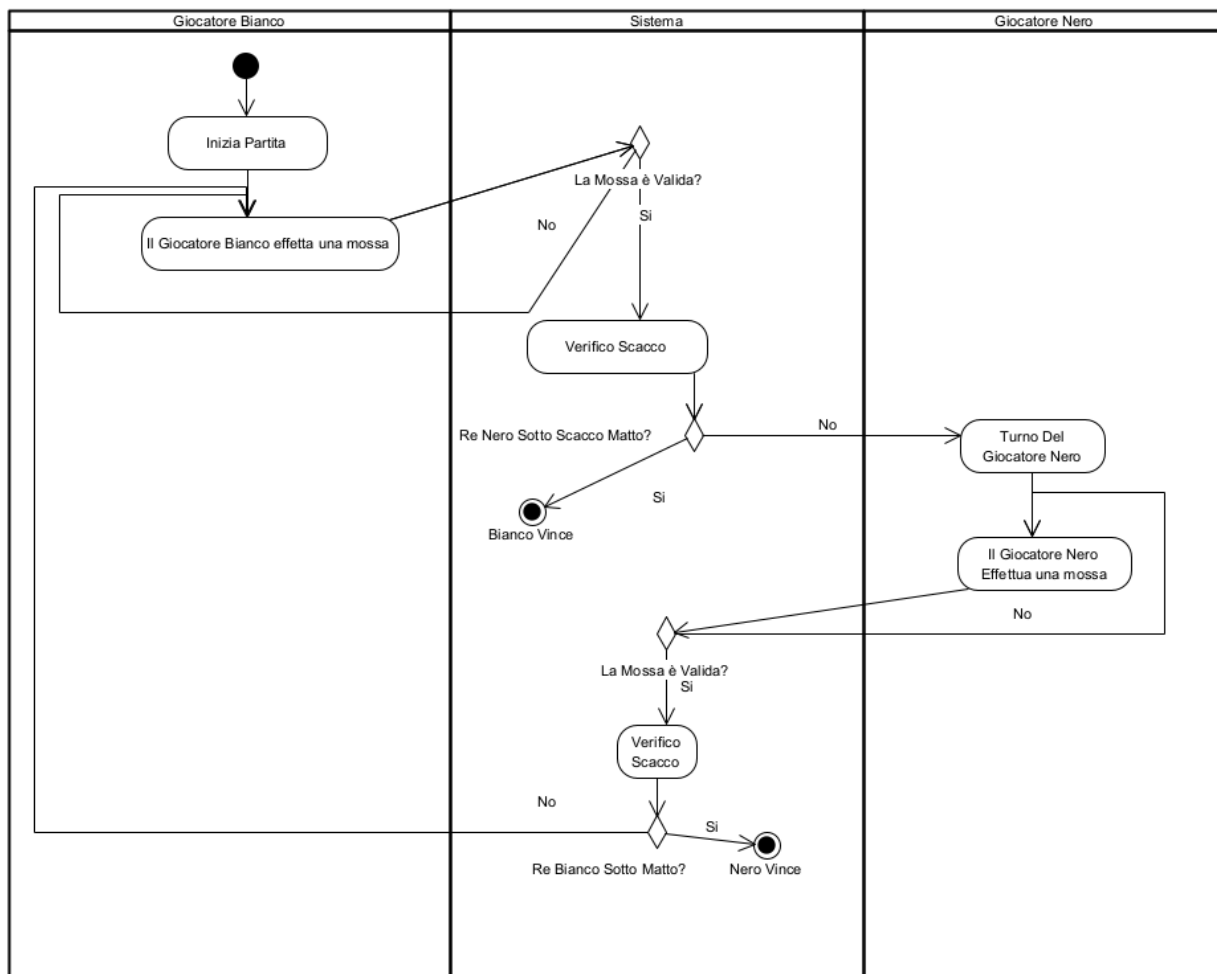 Giocatore Bianco
Sistema
Giocatore Nero
Inizia Partita
La Mossa è Valida?
Si
No
Il Giocatore Bianco effetta una mossa
Verifico Scacco
Re Nero Sotto Scacco Matto?
No
Turno Del
Giocatore Nero
Si
Bianco Vince
Il Giocatore Nero
Effettua una mossa
No
La Mossa è Valida?
Si
Verifico
Scacco
No
Si
Re Bianco Sotto Matto?
Nero Vince